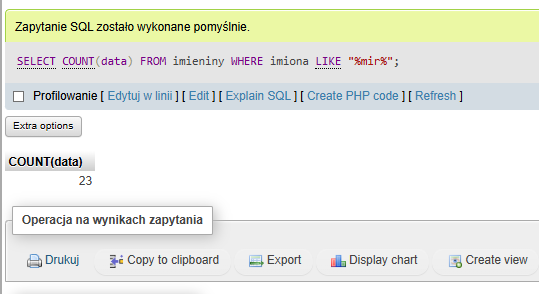 Zapytanie SQL zostało wykonane pomyślnie.
SELECT COUNT(data) FROM imieniny WHERE imiona LIKE "%mir%";
Profilowanie [ Edytuj w linii ] [ Edit ] [ Explain SQL ] [ Create PHP code ] [ Refresh ]
Extra options
COUNT(data)
23
Operacja na wynikach zapytania
Drukuj Copy to clipboard Export Display chart Create view